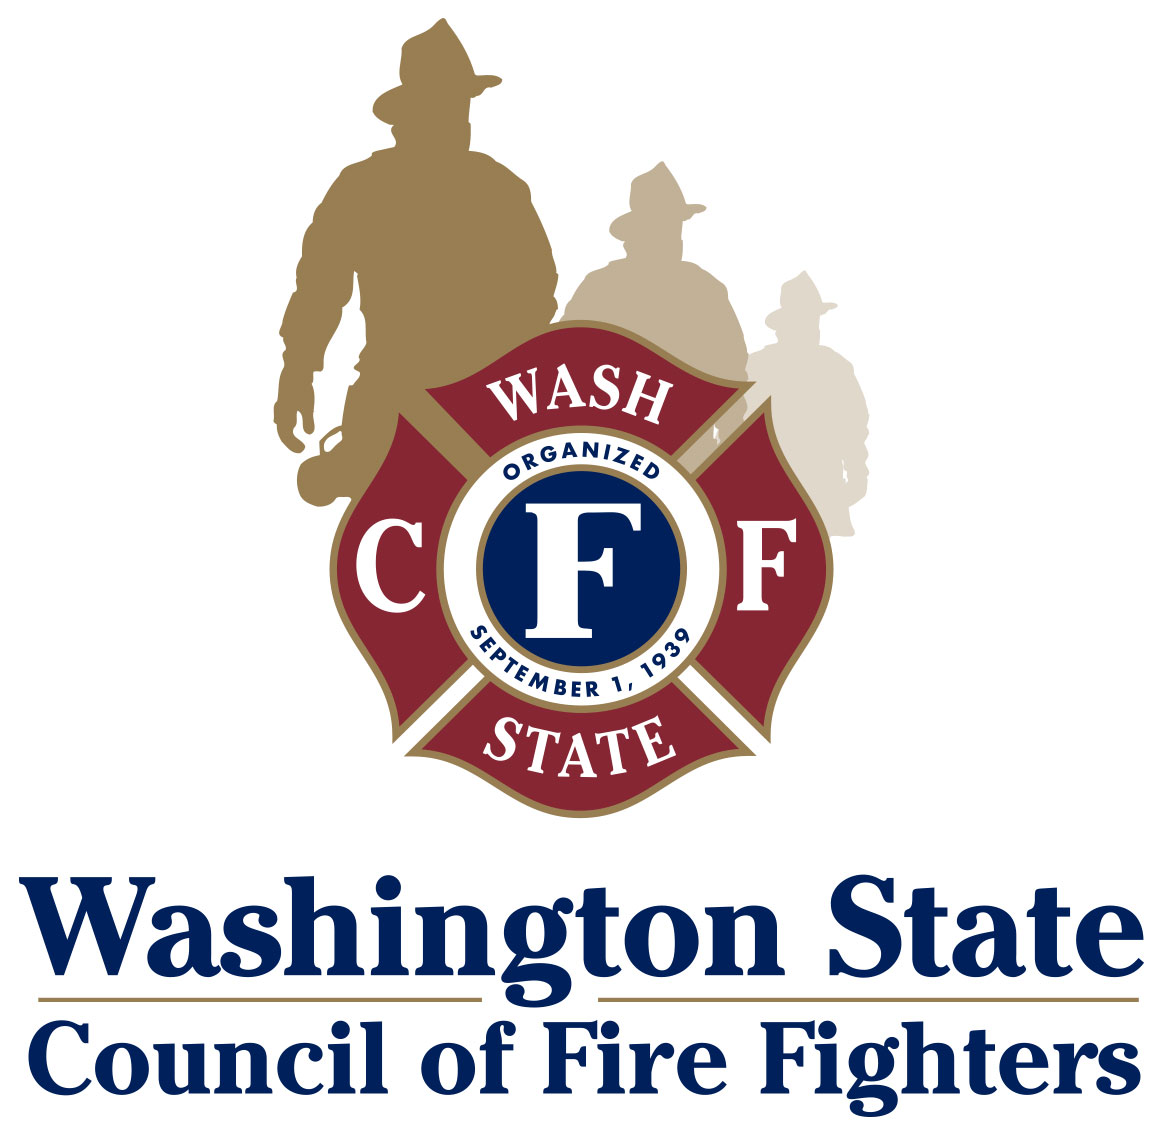 WASH
ORGANIZED
C F F
SEPTEMBER 1, 1939
STATE
Washington State
Council of Fire Fighters